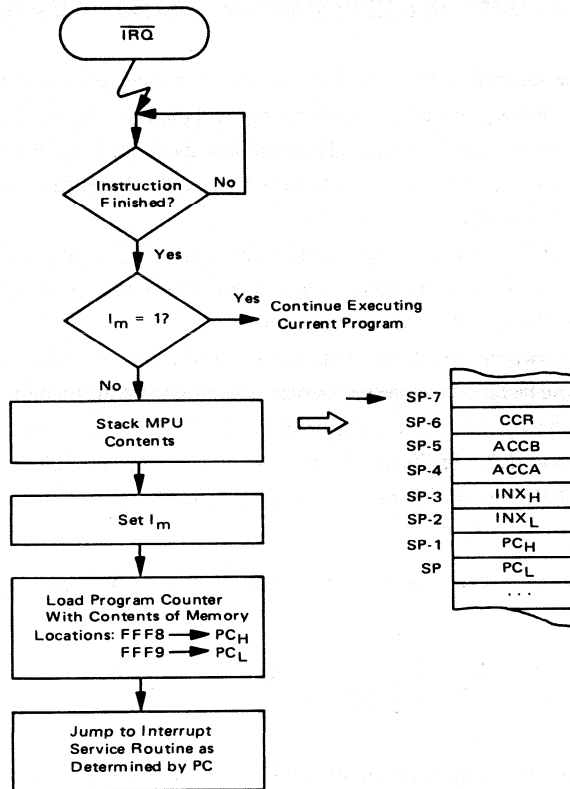 IRQ
Instruction
Finished?
No
Yes
Im = 1?
Yes
Continue Executing
Current Program
No
Stack MPU
Contents
Set Im
Load Program Counter
With Contents of Memory
Locations: FFF8 → PCH
FFF9 → PCL
Jump to Interrupt
Service Routine as
Determined by PC
SP-7
SP-6 CCR
SP-5 ACCB
SP-4 ACCA
SP-3 INXH
SP-2 INXL
SP-1 PCH
SP PCL
...